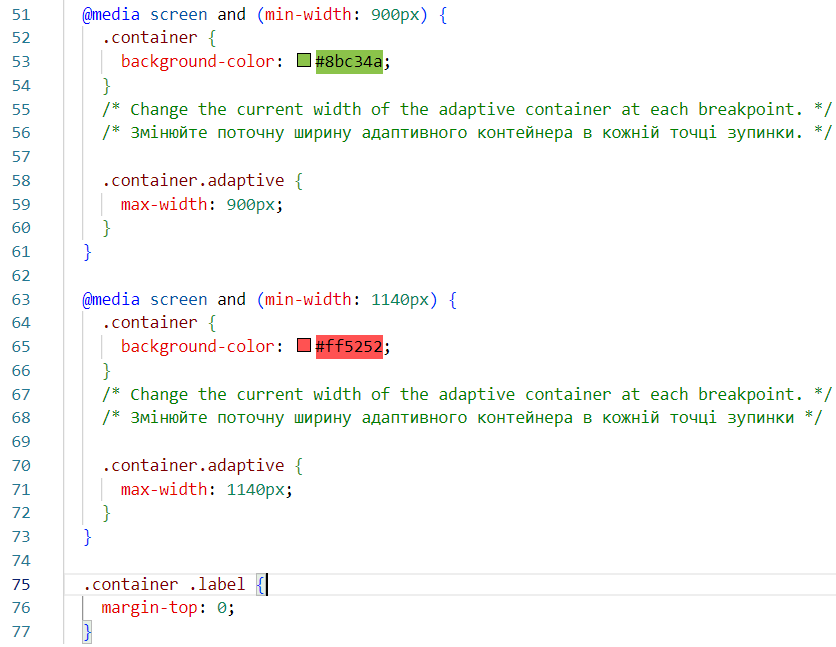 51 @media screen and (min-width: 900px) {
52 .container {
53 background-color: #8bc34a;
54 }
55 /* Change the current width of the adaptive container at each breakpoint. */
56 /* Змінюйте поточну ширину адаптивного контейнера в кожній точці зупинки. */
57
58 .container.adaptive {
59 max-width: 900px;
60 }
61 }
62
63 @media screen and (min-width: 1140px) {
64 .container {
65 background-color: #ff5252;
66 }
67 /* Change the current width of the adaptive container at each breakpoint. */
68 /* Змінюйте поточну ширину адаптивного контейнера в кожній точці зупинки */
69
70 .container.adaptive {
71 max-width: 1140px;
72 }
73 }
74
75 .container .label {
76 margin-top: 0;
77 }